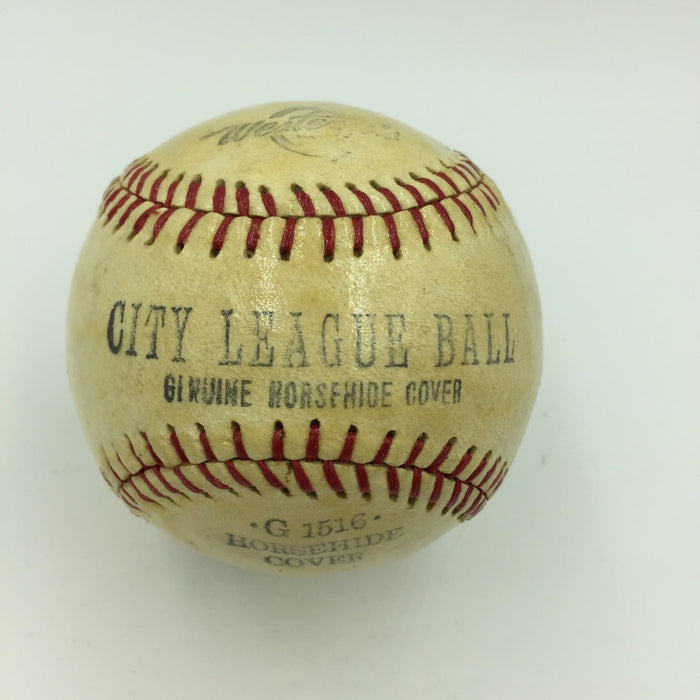 CITY LEAGUE BALL
GENUINE HORSEHIDE COVER
· G 1516 ·
HORSEHIDE
COVER